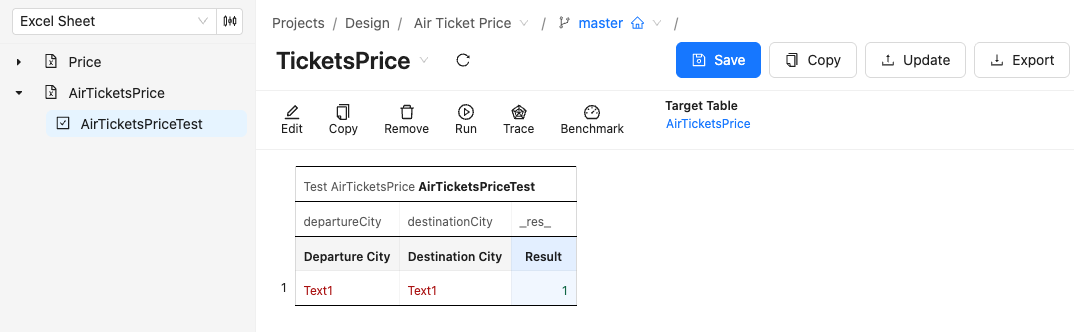 Excel Sheet
Price
AirTicketsPrice
AirTicketsPriceTest
Projects / Design / Air Ticket Price / master /
TicketsPrice
Save Copy Update Export
Edit Copy Remove Run Trace Benchmark
Target Table
AirTicketsPrice
Test AirTicketsPrice AirTicketsPriceTest
departureCity destinationCity _res_
Departure City Destination City Result
1 Text1 Text1 1